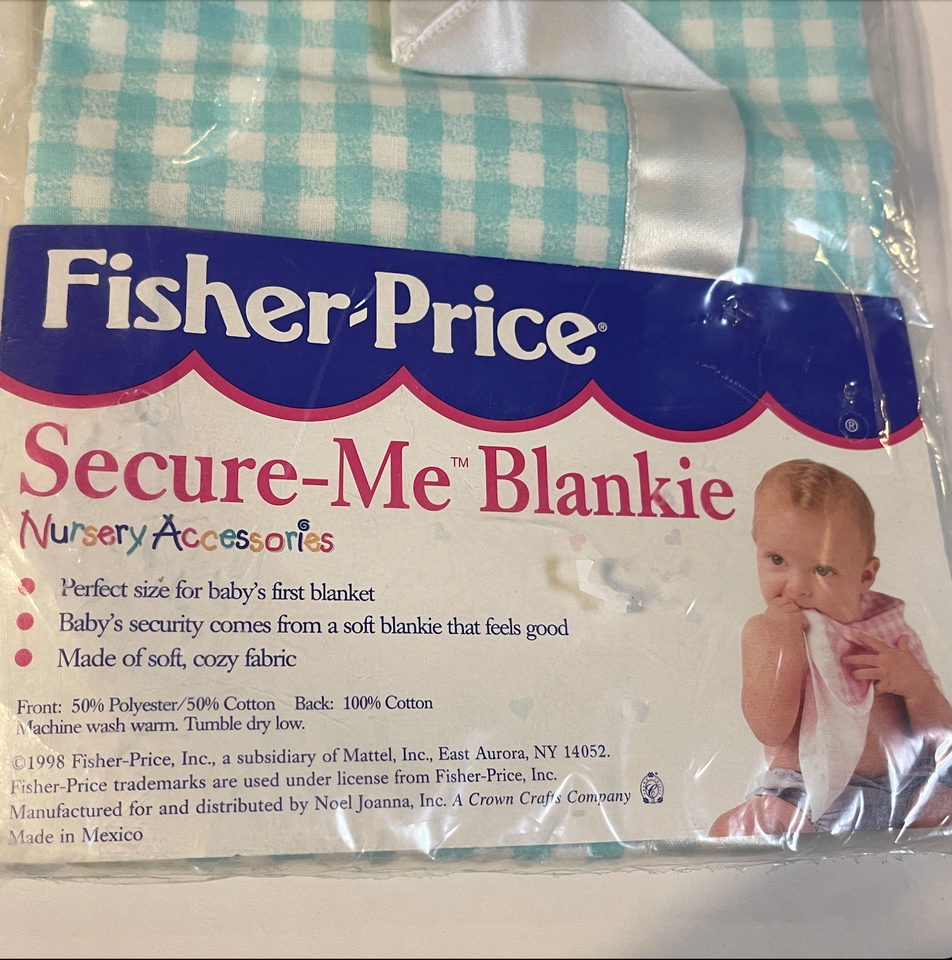 Fisher-Price®
®
Secure-Me™ Blankie
Nursery Accessories
Perfect size for baby's first blanket
Baby's security comes from a soft blankie that feels good
Made of soft, cozy fabric
Front: 50% Polyester/50% Cotton Back: 100% Cotton
Machine wash warm. Tumble dry low.
©1998 Fisher-Price, Inc., a subsidiary of Mattel, Inc., East Aurora, NY 14052.
Fisher-Price trademarks are used under license from Fisher-Price, Inc.
Manufactured for and distributed by Noel Joanna, Inc. A Crown Crafts Company
Made in Mexico